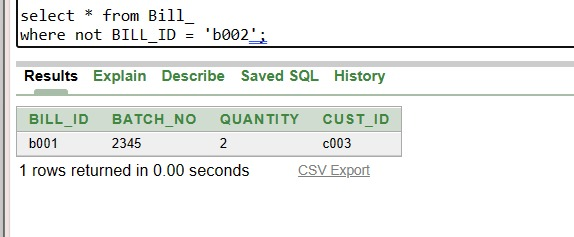 select * from Bill_
where not BILL_ID = 'b002';
Results Explain Describe Saved SQL History
BILL_ID BATCH_NO QUANTITY CUST_ID
b001 2345 2 c003
1 rows returned in 0.00 seconds CSV Export